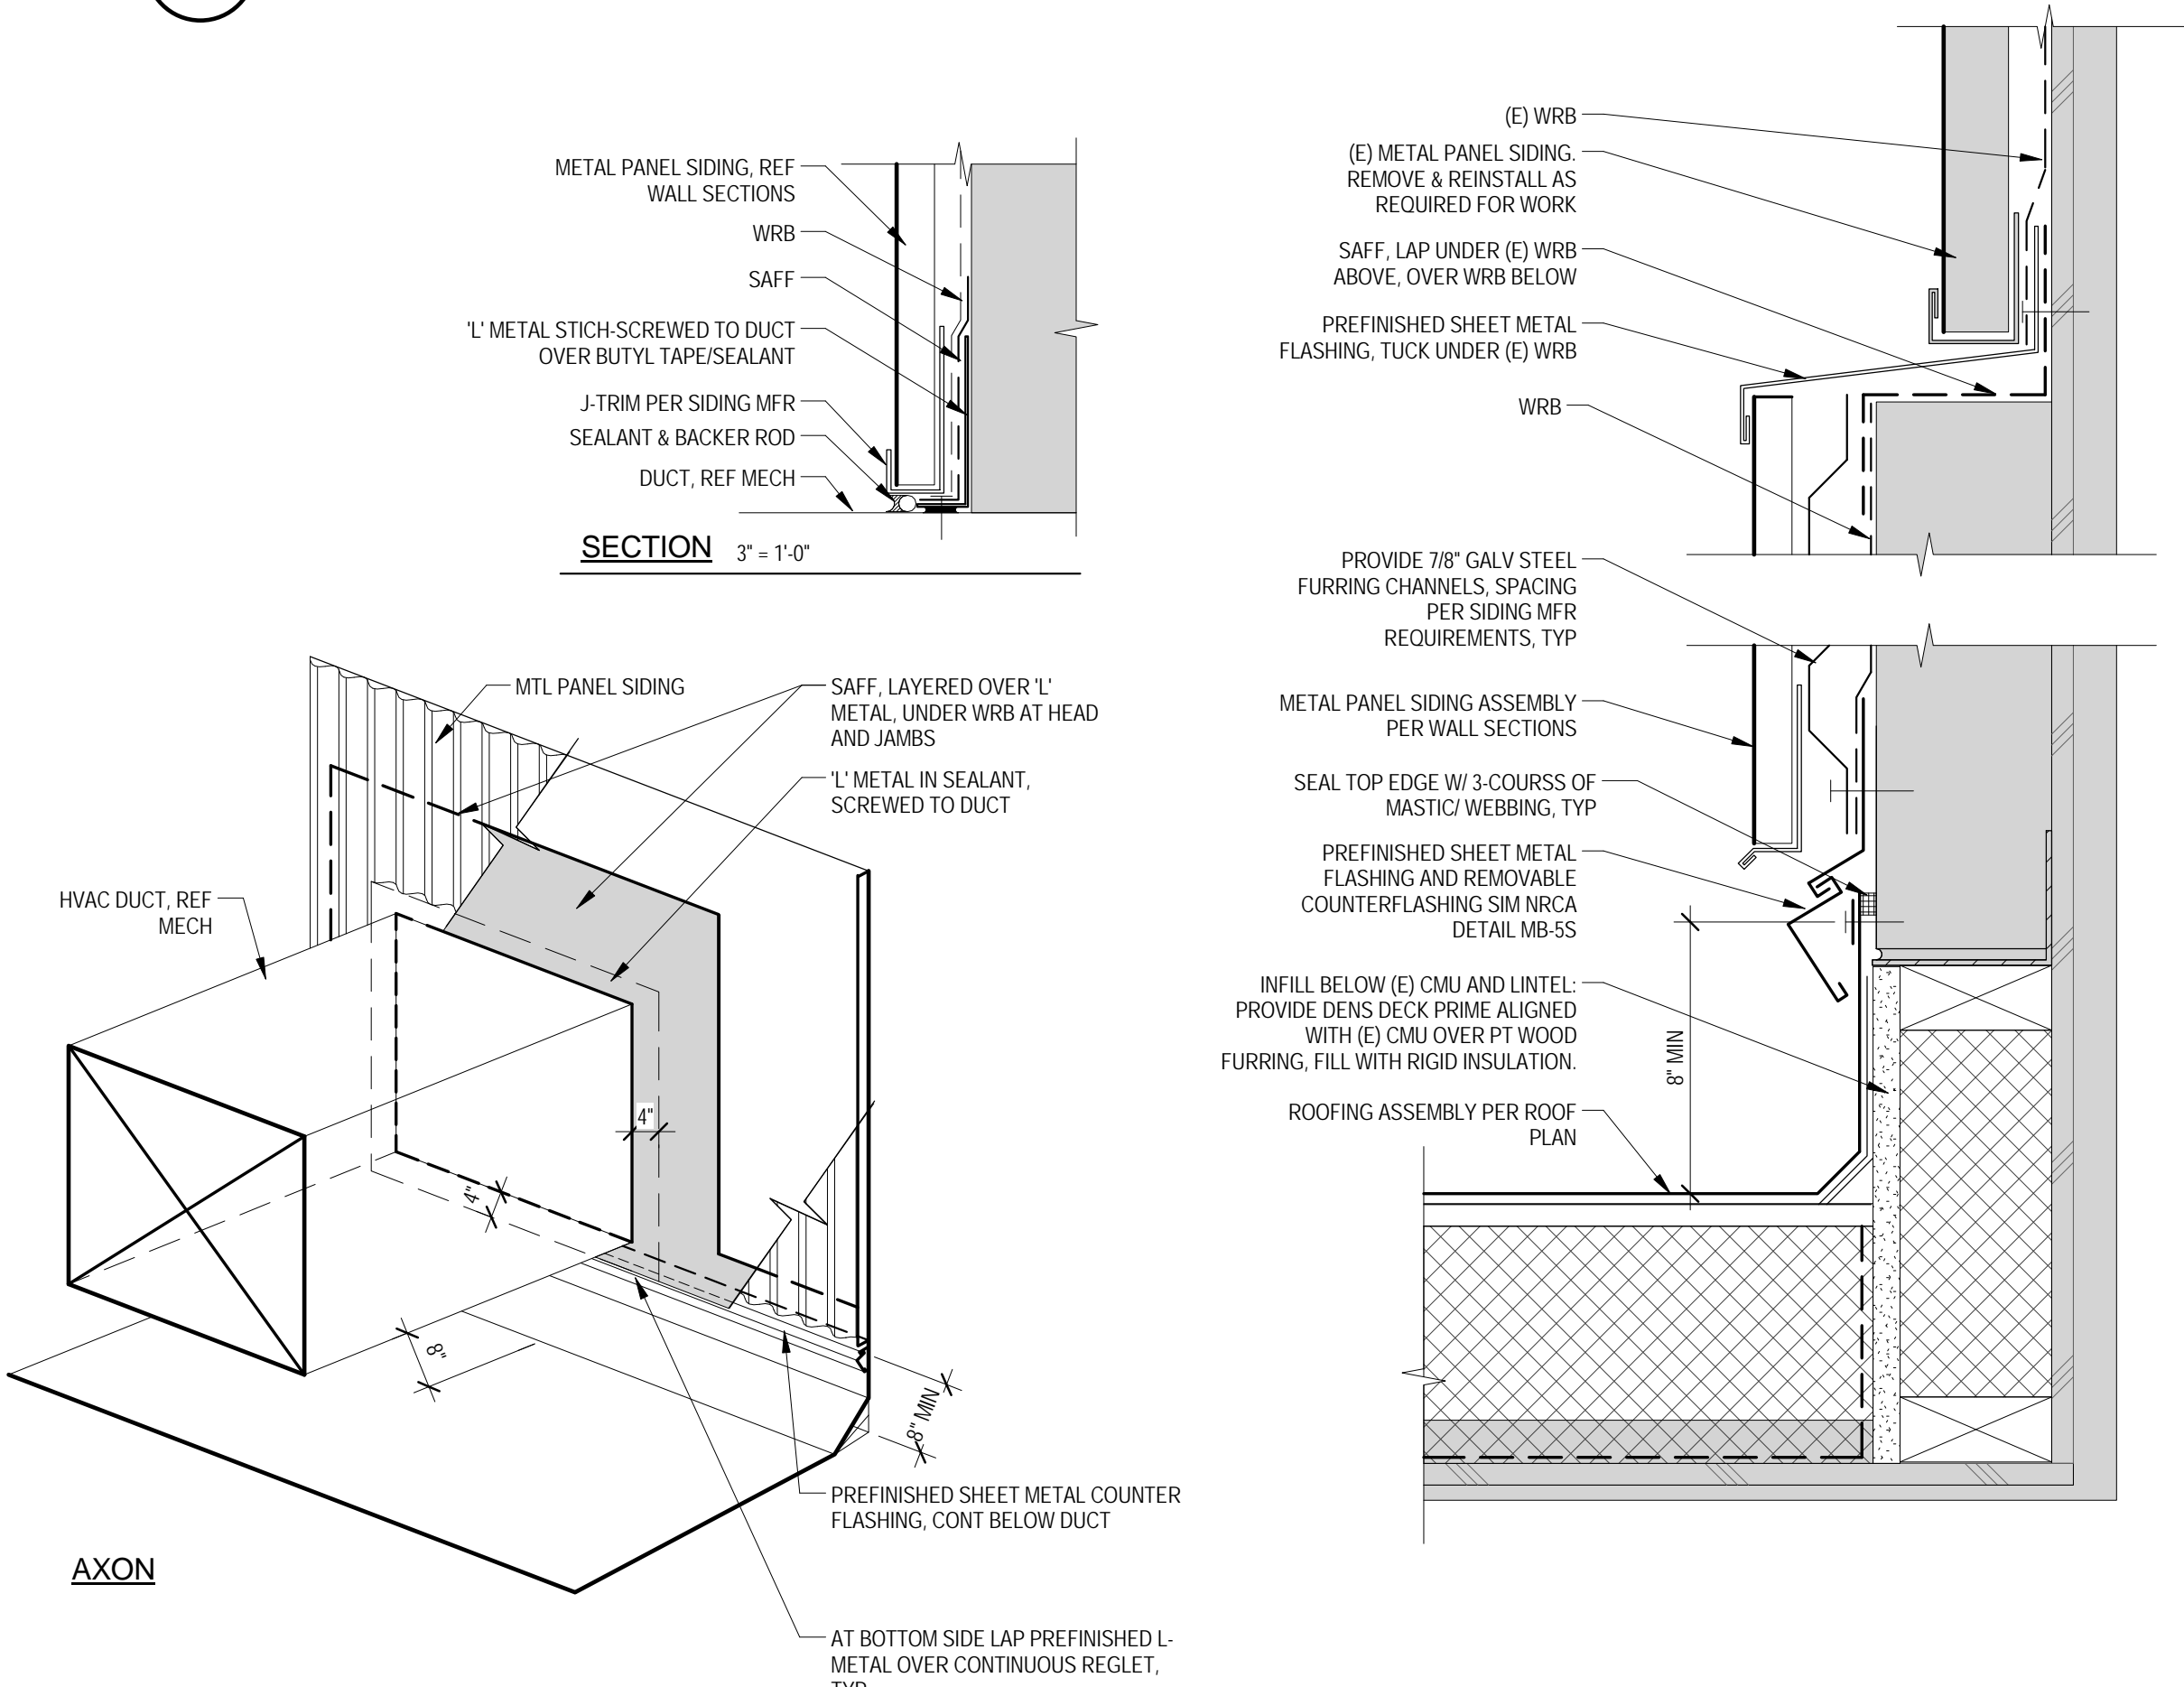 METAL PANEL SIDING, REF
WALL SECTIONS
WRB
SAFF
'L' METAL STICH-SCREWED TO DUCT
OVER BUTYL TAPE/SEALANT
J-TRIM PER SIDING MFR
SEALANT & BACKER ROD
DUCT, REF MECH
SECTION 3" = 1'-0"
MTL PANEL SIDING
SAFF, LAYERED OVER 'L'
METAL, UNDER WRB AT HEAD
AND JAMBS
'L' METAL IN SEALANT,
SCREWED TO DUCT
HVAC DUCT, REF
MECH
4"
4"
8"
8" MIN
PREFINISHED SHEET METAL COUNTER
FLASHING, CONT BELOW DUCT
AXON
AT BOTTOM SIDE LAP PREFINISHED L-
METAL OVER CONTINUOUS REGLET,
TYP
(E) WRB
(E) METAL PANEL SIDING.
REMOVE & REINSTALL AS
REQUIRED FOR WORK
SAFF, LAP UNDER (E) WRB
ABOVE, OVER WRB BELOW
PREFINISHED SHEET METAL
FLASHING, TUCK UNDER (E) WRB
WRB
PROVIDE 7/8" GALV STEEL
FURRING CHANNELS, SPACING
PER SIDING MFR
REQUIREMENTS, TYP
METAL PANEL SIDING ASSEMBLY
PER WALL SECTIONS
SEAL TOP EDGE W/ 3-COURSS OF
MASTIC/ WEBBING, TYP
PREFINISHED SHEET METAL
FLASHING AND REMOVABLE
COUNTERFLASHING SIM NRCA
DETAIL MB-5S
INFILL BELOW (E) CMU AND LINTEL:
PROVIDE DENS DECK PRIME ALIGNED
WITH (E) CMU OVER PT WOOD
FURRING, FILL WITH RIGID INSULATION.
8" MIN
ROOFING ASSEMBLY PER ROOF
PLAN